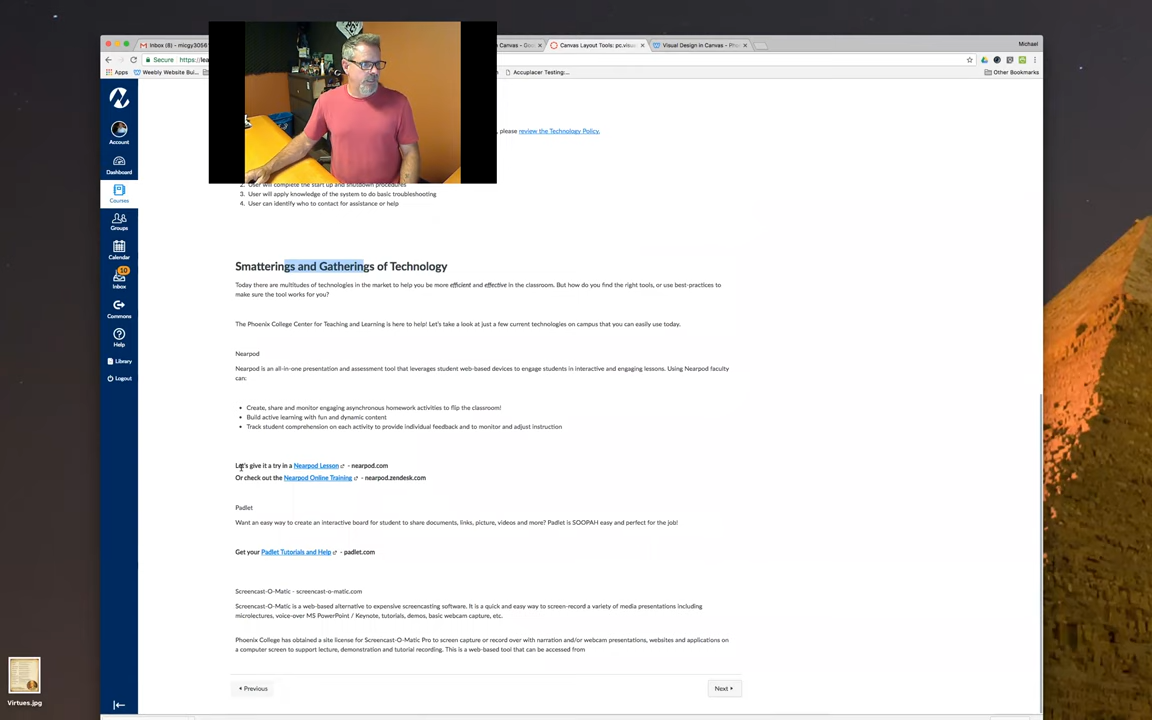 Inbox (6) - micgy3056
Canvas - Goo
Canvas Layout Tools: pc.visu
Visual Design in Canvas - Pho
Michael
Secure
https://lea
Apps
Weebly Website Bui...
Accuplacer Testing:...
Other Bookmarks
Account
Dashboard
Courses
Groups
Calendar
10
Inbox
Commons
Help
Library
Logout
, please review the Technology Policy.
2. User will complete the start up and shutdown procedures
3. User will apply knowledge of the system to do basic troubleshooting
4. User can identify who to contact for assistance or help
Smatterings and Gatherings of Technology
Today there are multitudes of technologies in the market to help you be more efficient and effective in the classroom. But how do you find the right tools, or use best-practices to
make sure the tool works for you?
The Phoenix College Center for Teaching and Learning is here to help! Let's take a look at just a few current technologies on campus that you can easily use today.
Nearpod
Nearpod is an all-in-one presentation and assessment tool that leverages student web-based devices to engage students in interactive and engaging lessons. Using Nearpod faculty
can:
• Create, share and monitor engaging asynchronous homework activities to flip the classroom!
• Build active learning with fun and dynamic content
• Track student comprehension on each activity to provide individual feedback and to monitor and adjust instruction
Let's give it a try in a Nearpod Lesson - nearpod.com
Or check out the Nearpod Online Training - nearpod.zendesk.com
Padlet
Want an easy way to create an interactive board for student to share documents, links, picture, videos and more? Padlet is SOOPAH easy and perfect for the job!
Get your Padlet Tutorials and Help - padlet.com
Screencast-O-Matic - screencast-o-matic.com
Screencast-O-Matic is a web-based alternative to expensive screencasting software. It is a quick and easy way to screen-record a variety of media presentations including
microlectures, voice-over MS PowerPoint / Keynote, tutorials, demos, basic webcam capture, etc.
Phoenix College has obtained a site license for Screencast-O-Matic Pro to screen capture or record over with narration and/or webcam presentations, websites and applications on
a computer screen to support lecture, demonstration and tutorial recording. This is a web-based tool that can be accessed from
Previous
Next
Virtues.jpg